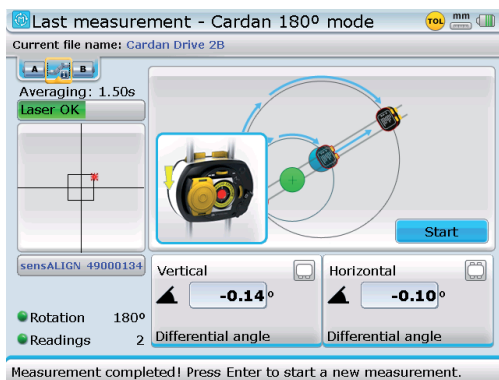 Last measurement - Cardan 180º mode
TOL
mm
Current file name: Cardan Drive 2B
A
B
Averaging: 1.50s
Laser OK
Start
sensALIGN 49000134
Vertical
-0.14º
Differential angle
Horizontal
-0.10º
Differential angle
Rotation 180º
Readings 2
Measurement completed! Press Enter to start a new measurement.